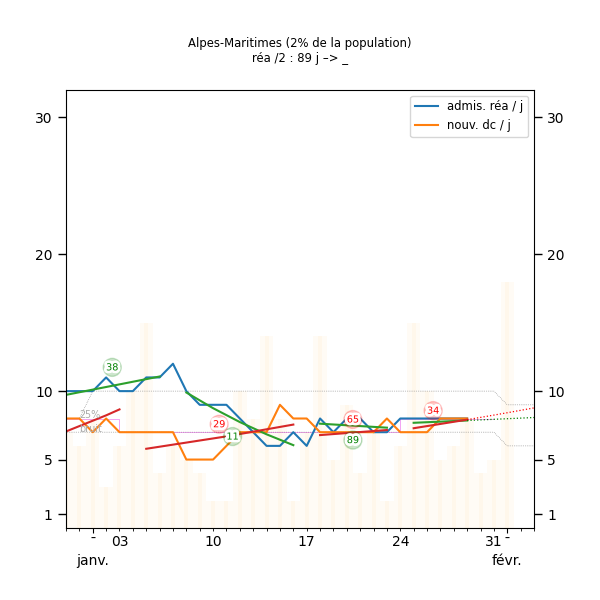 Alpes-Maritimes (2% de la population)
réa /2 : 89 j –> _
admis. réa / j
nouv. dc / j
30 30
20 20
10 10
5 5
1 1
38
25%
29
11
65
89
34
- 03 10 17 24 31 -
janv. févr.